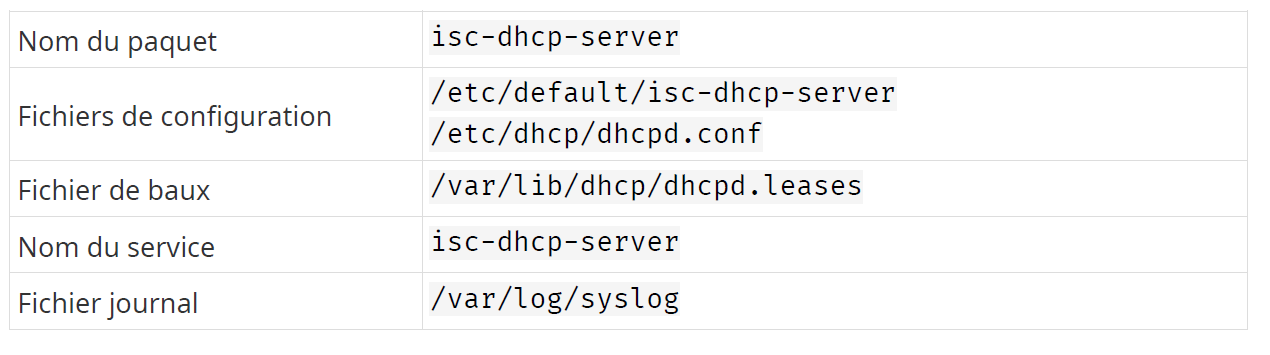 Nom du paquet
isc-dhcp-server
Fichiers de configuration
/etc/default/isc-dhcp-server
/etc/dhcp/dhcpd.conf
Fichier de baux
/var/lib/dhcp/dhcpd.leases
Nom du service
isc-dhcp-server
Fichier journal
/var/log/syslog